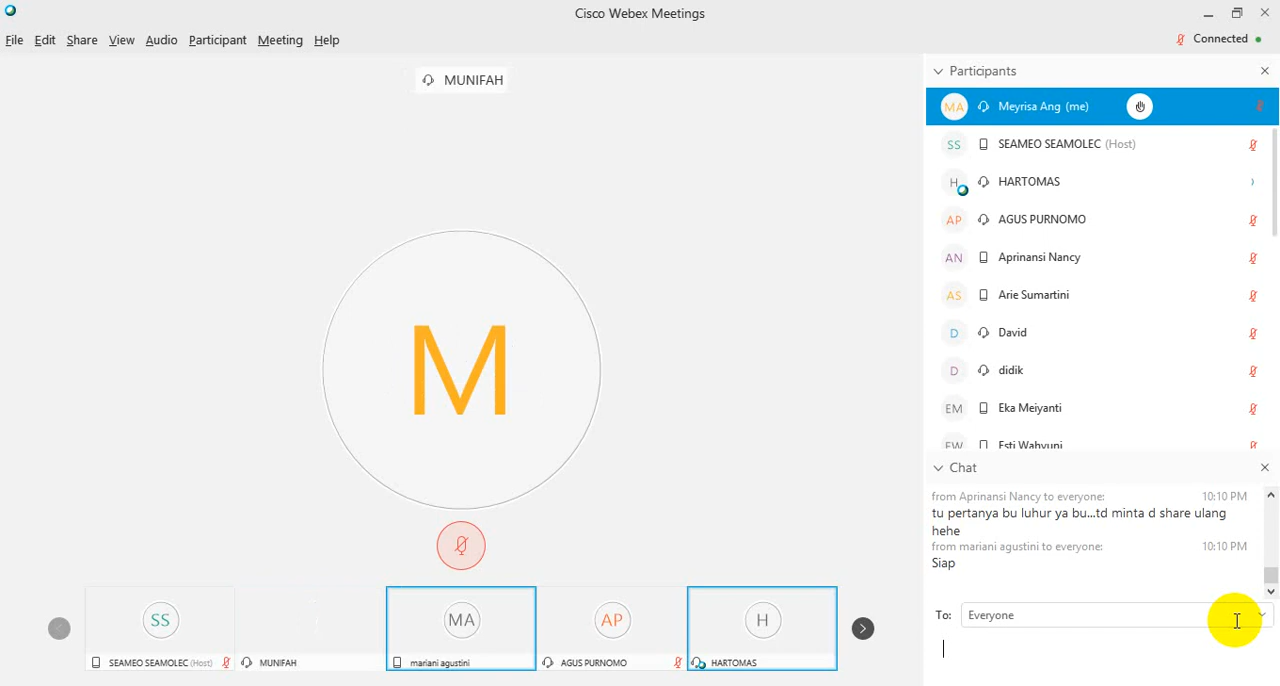 Cisco Webex Meetings
File Edit Share View Audio Participant Meeting Help
Connected
MUNIFAH
M
SS
SEAMEO SEAMOLEC (Host)
MUNIFAH
MA
mariani agustini
AP
AGUS PURNOMO
H
HARTOMAS
Participants
MA Meyrisa Ang (me)
SS SEAMEO SEAMOLEC (Host)
H HARTOMAS
AP AGUS PURNOMO
AN Aprinansi Nancy
AS Arie Sumartini
D David
D didik
EM Eka Meiyanti
EW Esti Wahyuni
Chat
from Aprinansi Nancy to everyone: 10:10 PM
tu pertanya bu luhur ya bu...td minta d share ulang
hehe
from mariani agustini to everyone: 10:10 PM
Siap
To: Everyone